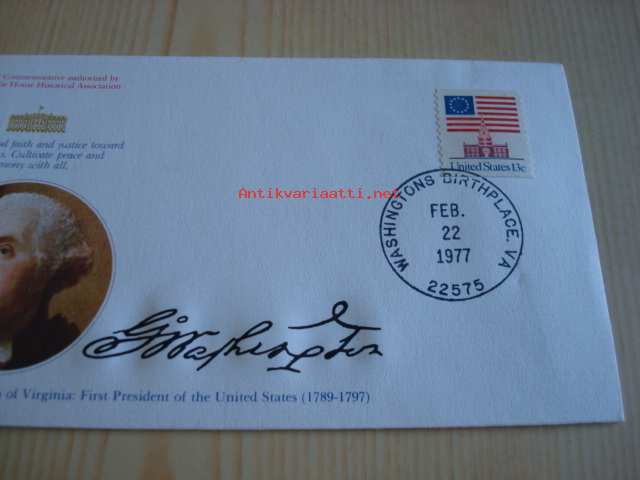 Commemorative authorized by
House Historical Association
faith and justice toward
Cultivate peace and
with all.
United States 13c
Antikvariaatti.net
WASHINGTONS BIRTHPLACE, VA
FEB.
22
1977
22575
G. Washington
of Virginia: First President of the United States (1789-1797)